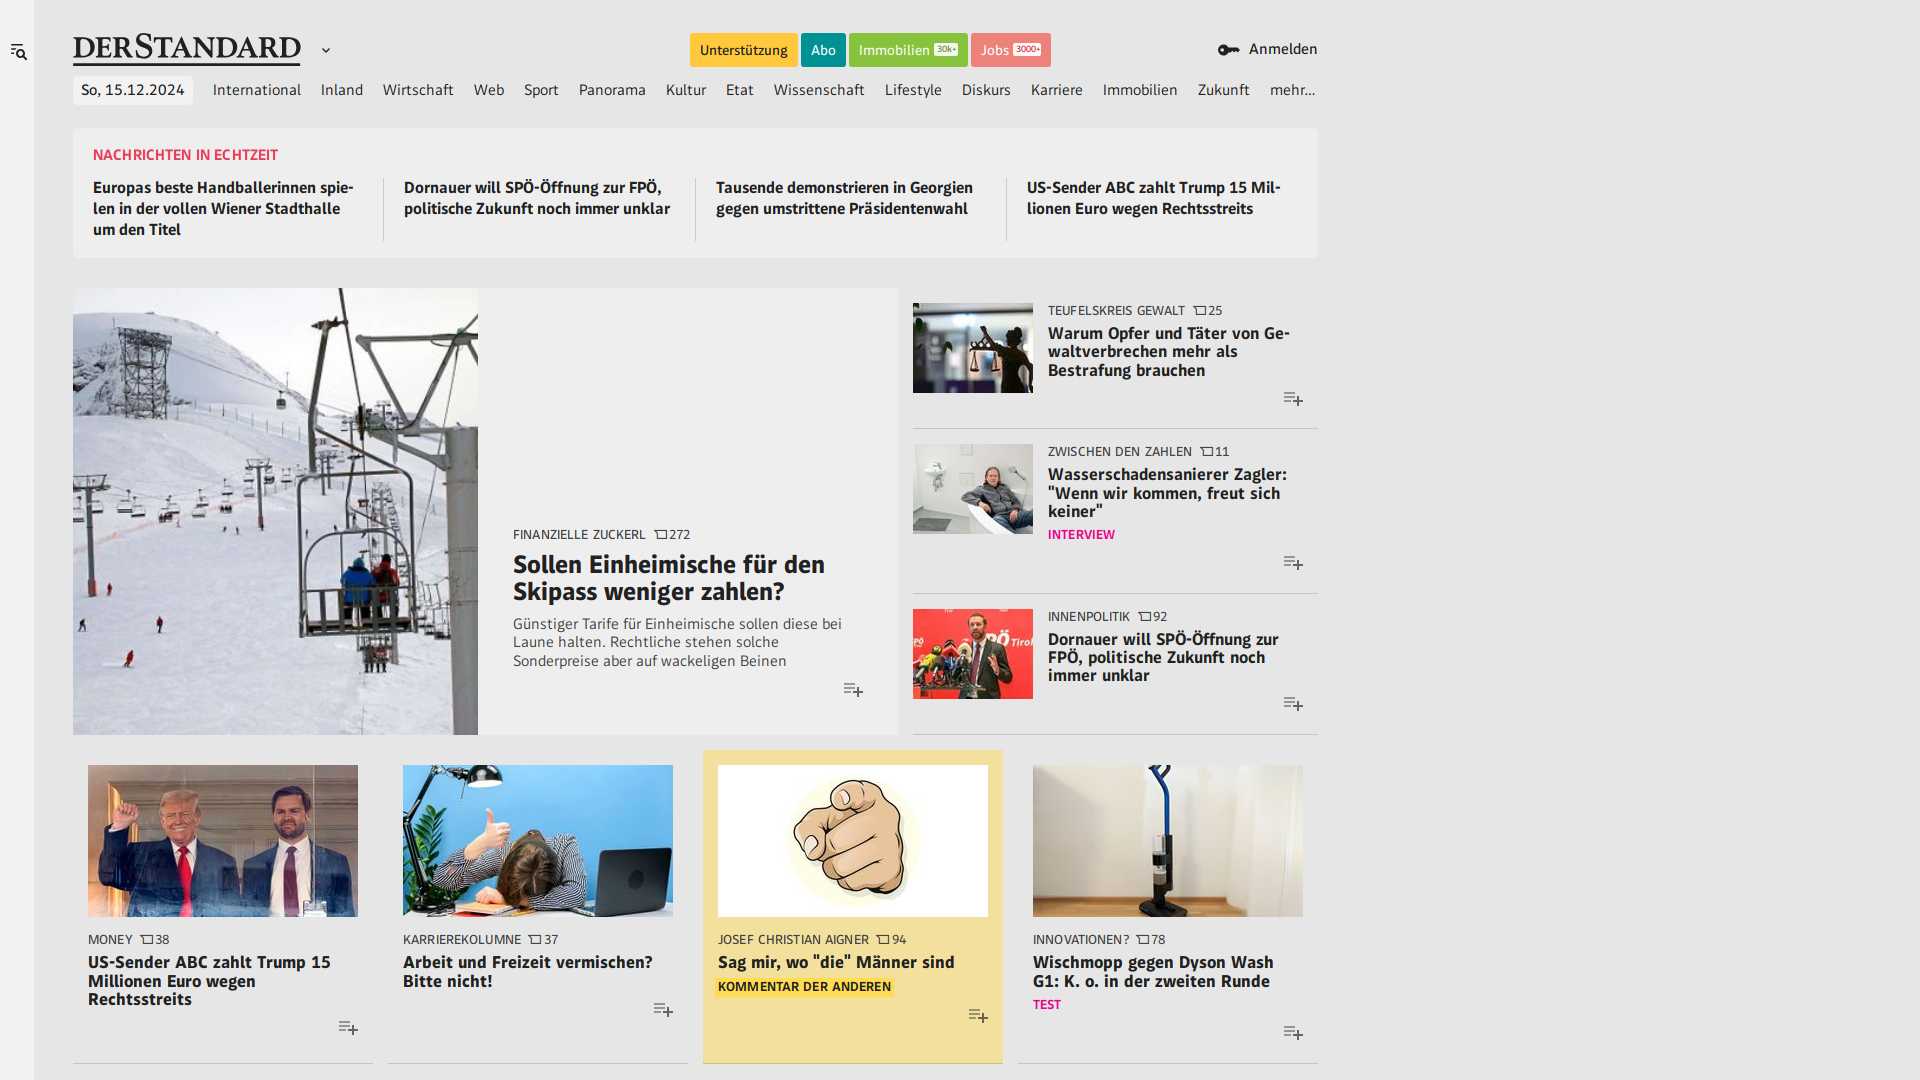 DERSTANDARD
Unterstützung
Abo
Immobilien 30k+
Jobs 3000+
Anmelden
So, 15.12.2024
International
Inland
Wirtschaft
Web
Sport
Panorama
Kultur
Etat
Wissenschaft
Lifestyle
Diskurs
Karriere
Immobilien
Zukunft
mehr...
NACHRICHTEN IN ECHTZEIT
Europas beste Handballerinnen spie-
len in der vollen Wiener Stadthalle
um den Titel
Dornauer will SPÖ-Öffnung zur FPÖ,
politische Zukunft noch immer unklar
Tausende demonstrieren in Georgien
gegen umstrittene Präsidentenwahl
US-Sender ABC zahlt Trump 15 Mil-
lionen Euro wegen Rechtsstreits
FINANZIELLE ZUCKERL 272
Sollen Einheimische für den
Skipass weniger zahlen?
Günstiger Tarife für Einheimische sollen diese bei
Laune halten. Rechtliche stehen solche
Sonderpreise aber auf wackeligen Beinen
TEUFELSKREIS GEWALT 25
Warum Opfer und Täter von Ge-
waltverbrechen mehr als
Bestrafung brauchen
ZWISCHEN DEN ZAHLEN 11
Wasserschadensanierer Zagler:
"Wenn wir kommen, freut sich
keiner"
INTERVIEW
PÖ Tirol
INNENPOLITIK 92
Dornauer will SPÖ-Öffnung zur
FPÖ, politische Zukunft noch
immer unklar
MONEY 38
US-Sender ABC zahlt Trump 15
Millionen Euro wegen
Rechtsstreits
KARRIEREKOLUMNE 37
Arbeit und Freizeit vermischen?
Bitte nicht!
JOSEF CHRISTIAN AIGNER 94
Sag mir, wo "die" Männer sind
KOMMENTAR DER ANDEREN
INNOVATIONEN? 78
Wischmopp gegen Dyson Wash
G1: K. o. in der zweiten Runde
TEST